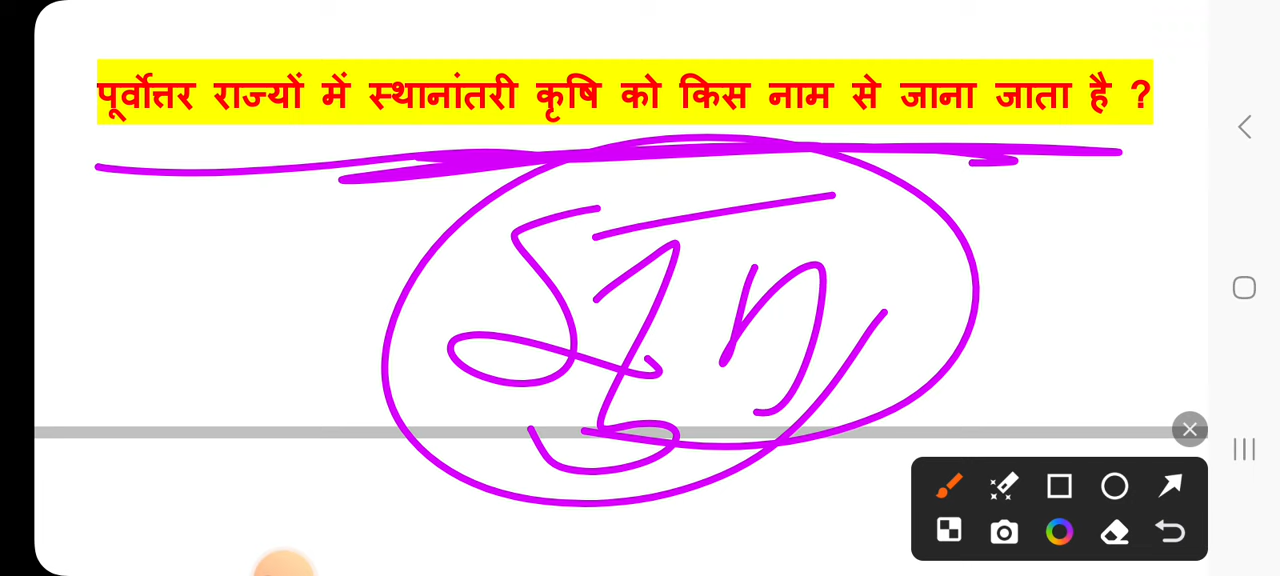 पूर्वोत्तर राज्यों में स्थानांतरी कृषि को किस नाम से जाना जाता है ?